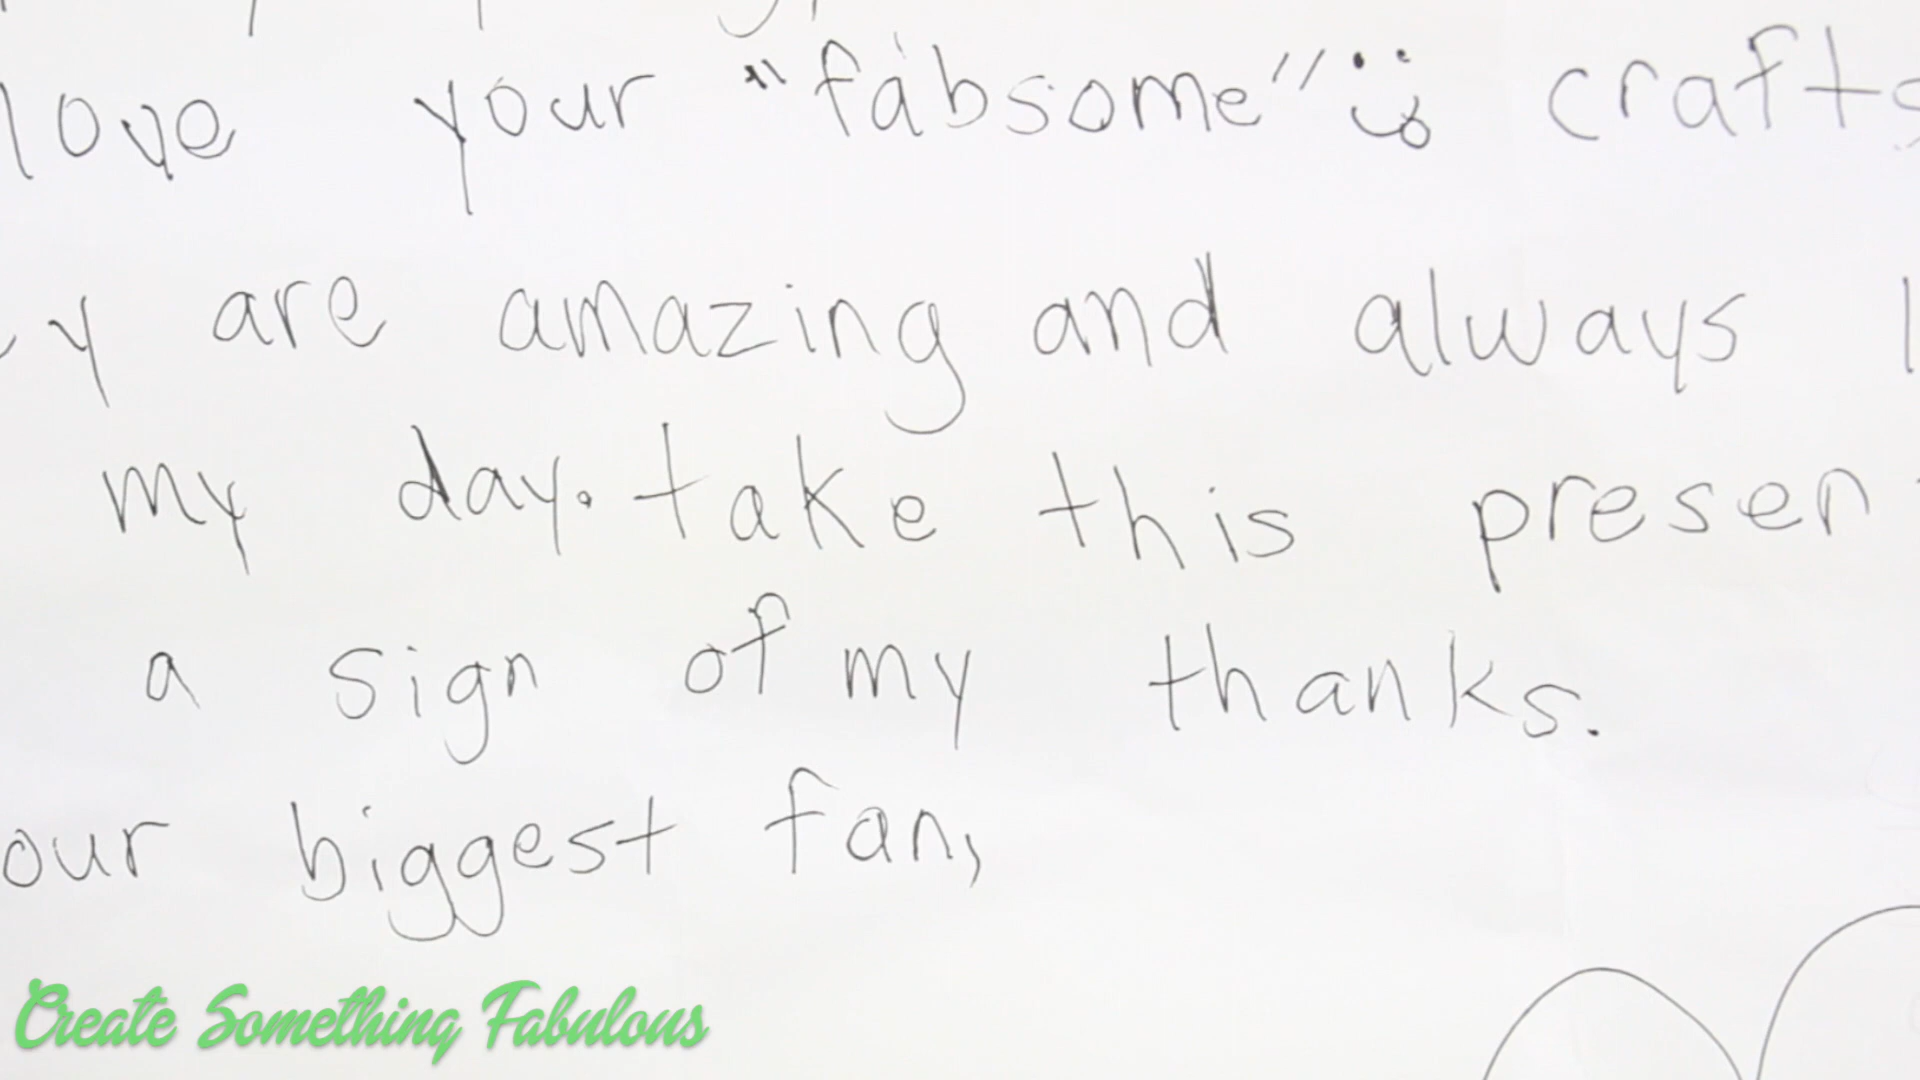 love your "fabsome" crafts
y are amazing and always l
my day. take this presen
a sign of my thanks.
our biggest fan,
Create Something Fabulous